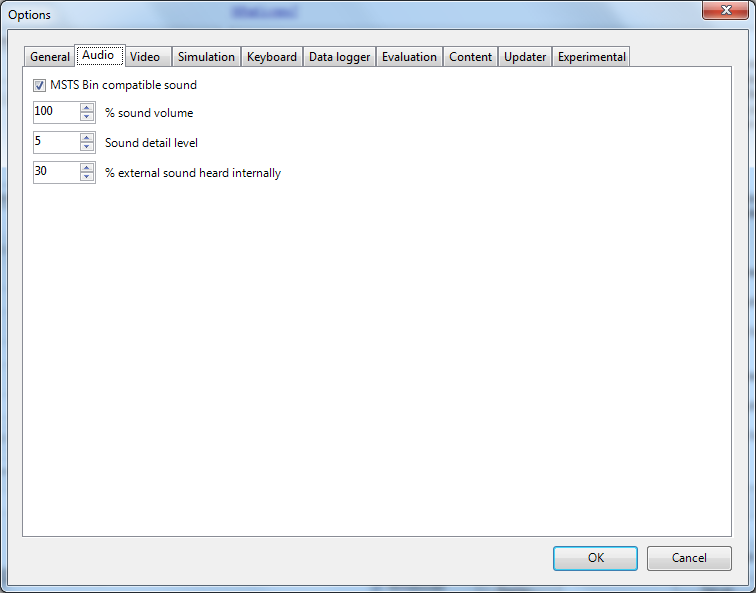 Options
General Audio Video Simulation Keyboard Data logger Evaluation Content Updater Experimental
MSTS Bin compatible sound
100 % sound volume
5 Sound detail level
30 % external sound heard internally
OK Cancel